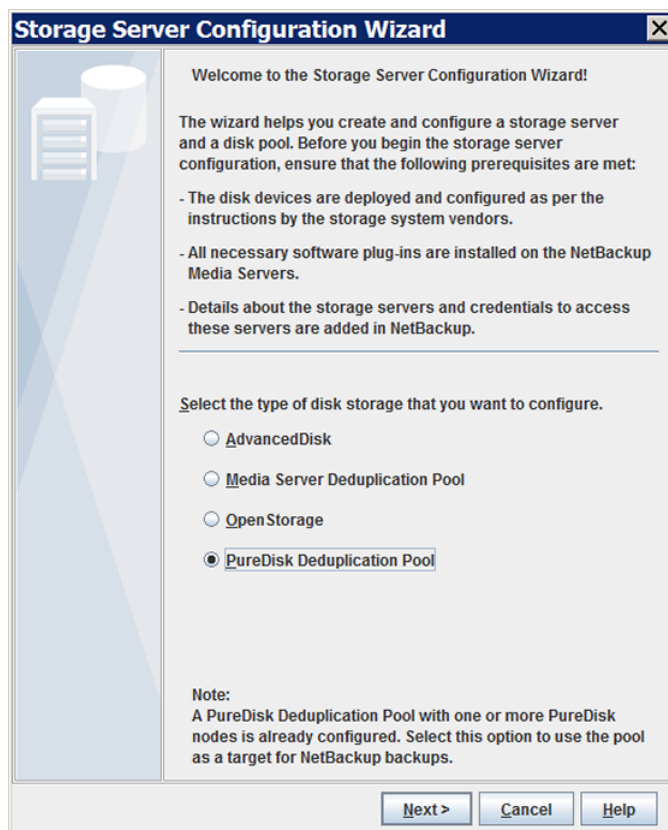 Storage Server Configuration Wizard
Welcome to the Storage Server Configuration Wizard!
The wizard helps you create and configure a storage server
and a disk pool. Before you begin the storage server
configuration, ensure that the following prerequisites are met:
- The disk devices are deployed and configured as per the
instructions by the storage system vendors.
- All necessary software plug-ins are installed on the NetBackup
Media Servers.
- Details about the storage servers and credentials to access
these servers are added in NetBackup.
Select the type of disk storage that you want to configure.
AdvancedDisk
Media Server Deduplication Pool
OpenStorage
PureDisk Deduplication Pool
Note:
A PureDisk Deduplication Pool with one or more PureDisk
nodes is already configured. Select this option to use the pool
as a target for NetBackup backups.
Next >
Cancel
Help